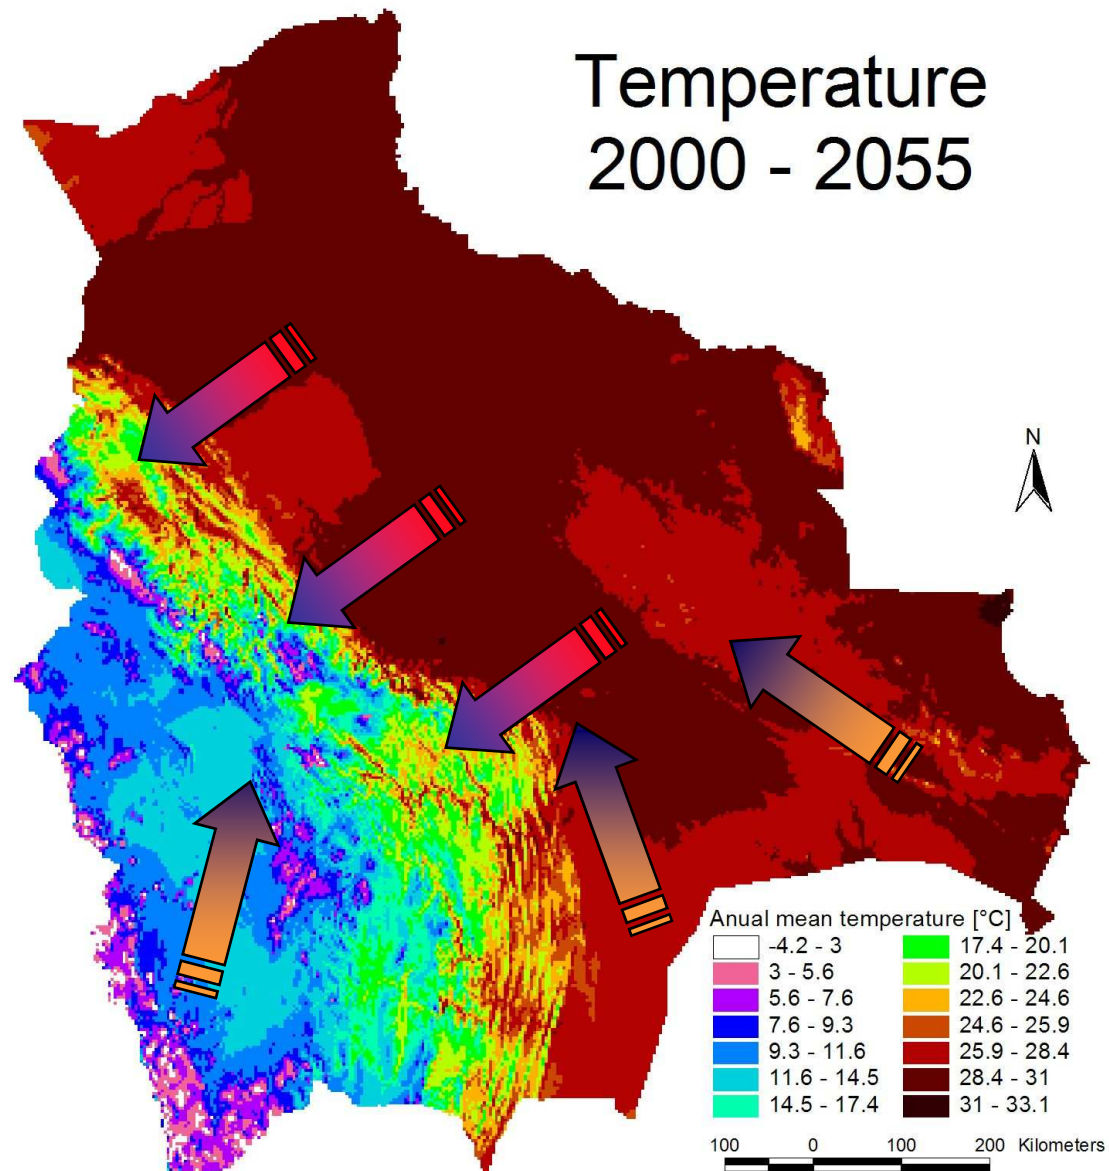 Temperature
2000 - 2055
N
Anual mean temperature [°C]
-4.2 - 3
3 - 5.6
5.6 - 7.6
7.6 - 9.3
9.3 - 11.6
11.6 - 14.5
14.5 - 17.4
17.4 - 20.1
20.1 - 22.6
22.6 - 24.6
24.6 - 25.9
25.9 - 28.4
28.4 - 31
31 - 33.1
100 0 100 200 Kilometers